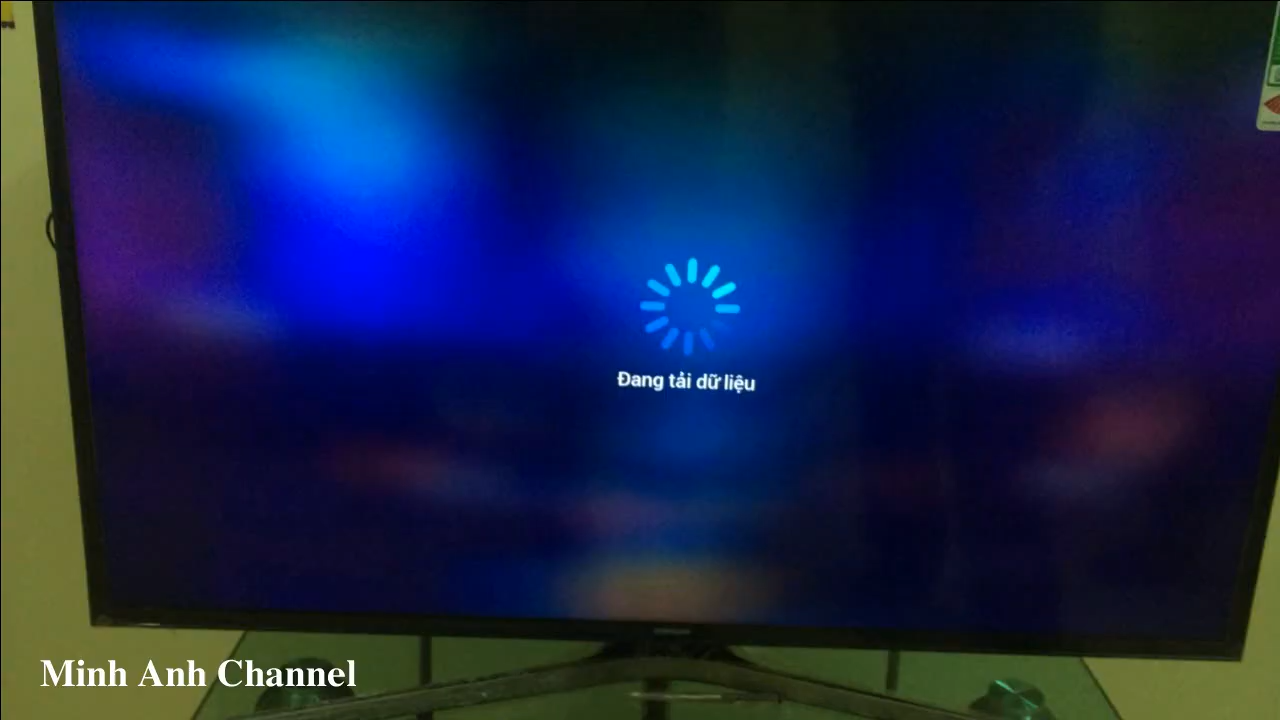 Đang tải dữ liệu
Minh Anh Channel